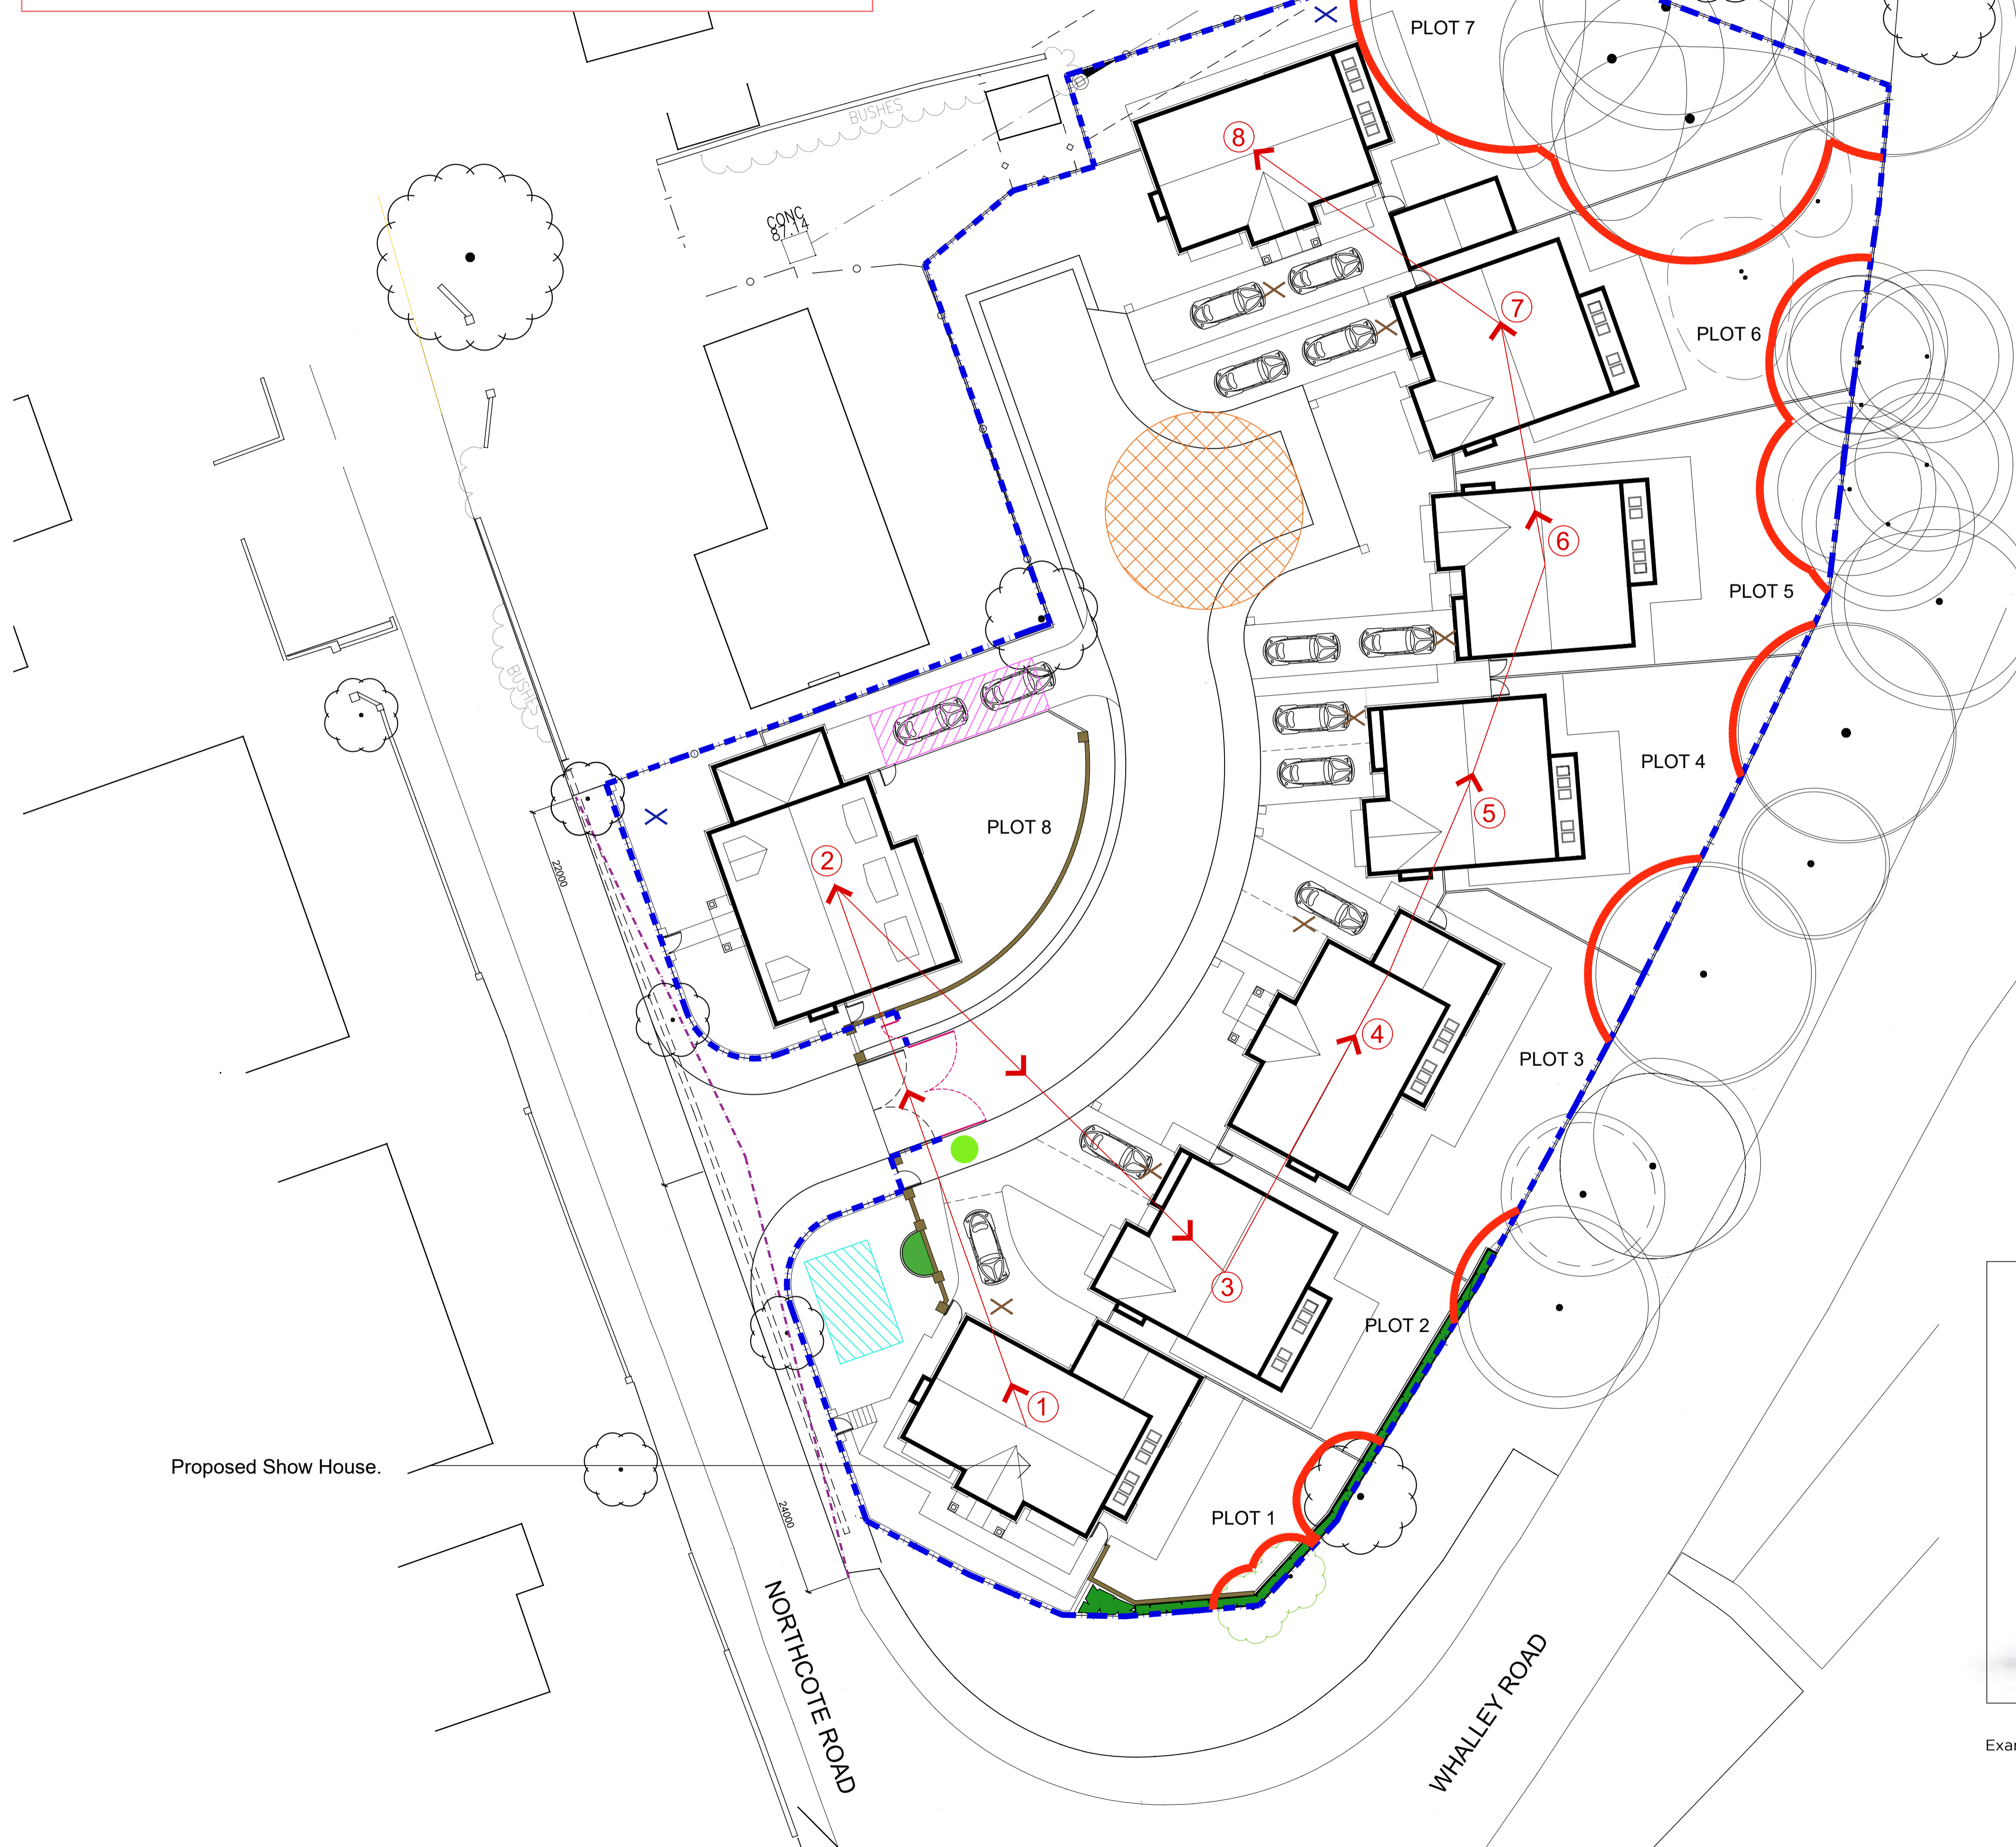 PLOT 7
BUSHES
8
CONC
87.14
7
PLOT 6
6
PLOT 5
BUSHES
PLOT 4
5
PLOT 8
2
22000
4
PLOT 3
3
PLOT 2
1
Proposed Show House.
24000
PLOT 1
NORTHCOTE ROAD
WHALLEY ROAD